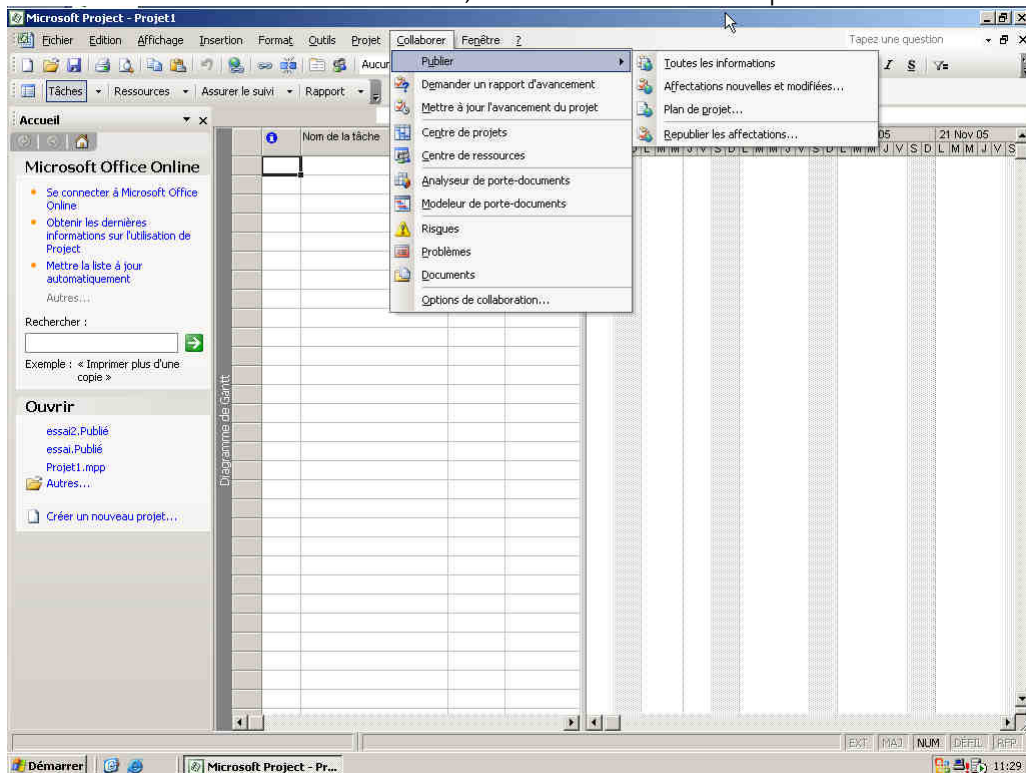 Microsoft Project - Projet1
Fichier Edition Affichage Insertion Format Outils Projet Collaborer Fenêtre ? Tapez une question
Aucun
I S
Tâches Ressources Assurer le suivi Rapport
Accueil
Microsoft Office Online
Se connecter à Microsoft Office
Online
Obtenir les dernières
informations sur l'utilisation de
Project
Mettre la liste à jour
automatiquement
Autres...
Rechercher :
Exemple : « Imprimer plus d'une
copie »
Ouvrir
essai2.Publié
essai.Publié
Projet1.mpp
Autres...
Créer un nouveau projet...
Diagramme de Gantt
Nom de la tâche
Publier
Demander un rapport d'avancement
Mettre à jour l'avancement du projet
Centre de projets
Centre de ressources
Analyseur de porte-documents
Modeleur de porte-documents
Risques
Problèmes
Documents
Options de collaboration...
Toutes les informations
Affectations nouvelles et modifiées...
Plan de projet...
Republier les affectations...
05 21 Nov 05
J V S D L M M J V S
EXT MAJ NUM DÉFIL RFP
Démarrer Microsoft Project - Pr... 11:29